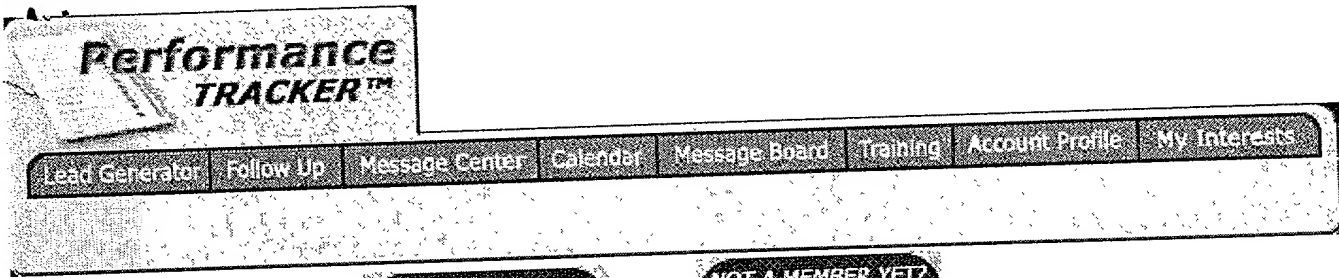 Performance
TRACKER™
Lead Generator Follow Up Message Center Calendar Message Board Training Account Profile My Interests
NOT A MEMBER YET?